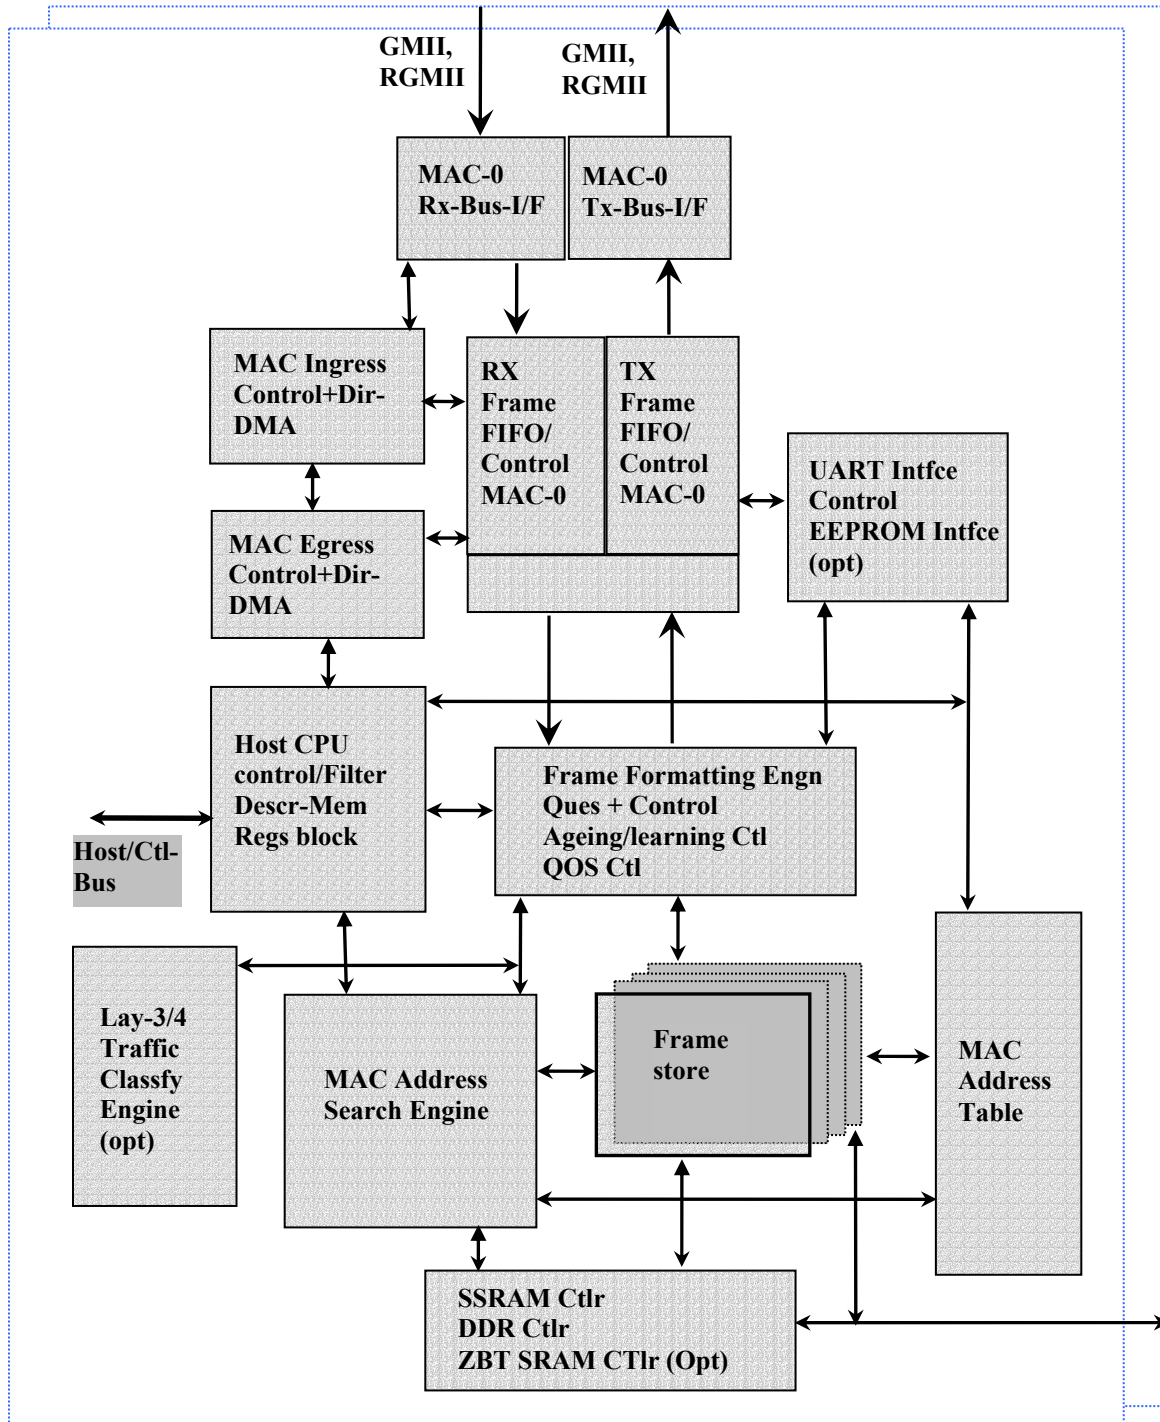 GMII,
RGMII
GMII,
RGMII
MAC-0
Rx-Bus-I/F
MAC-0
Tx-Bus-I/F
MAC Ingress
Control+Dir-
DMA
RX
Frame
FIFO/
Control
MAC-0
TX
Frame
FIFO/
Control
MAC-0
UART Intfce
Control
EEPROM Intfce
(opt)
MAC Egress
Control+Dir-
DMA
Host CPU
control/Filter
Descr-Mem
Regs block
Frame Formatting Engn
Ques + Control
Ageing/learning Ctl
QOS Ctl
Host/Ctl-
Bus
Lay-3/4
Traffic
Classfy
Engine
(opt)
MAC Address
Search Engine
Frame
store
MAC
Address
Table
SSRAM Ctlr
DDR Ctlr
ZBT SRAM CTlr (Opt)